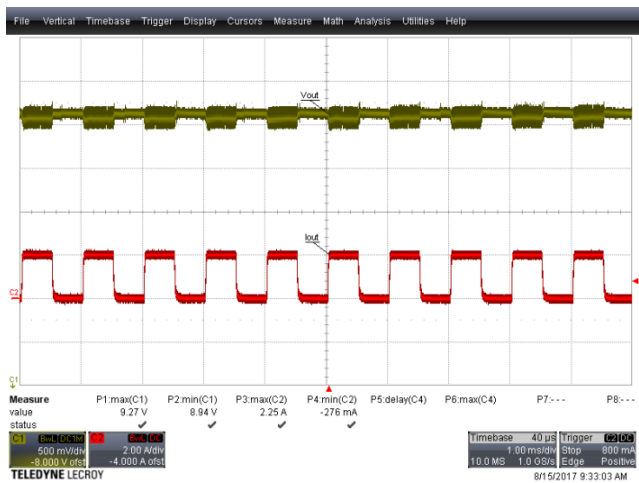 File Vertical Timebase Trigger Display Cursors Measure Math Analysis Utilities Help
Vout
Iout
C2
C1
Measure P1:max(C1) P2:min(C1) P3:max(C2) P4:min(C2) P5:delay(C4) P6:max(C4) P7:--- P8:---
value 9.27 V 8.94 V 2.25 A -276 mA
status
C1 BwL DC1M C2 BwL DC Timebase 40 µs Trigger C2 DC
500 mV/div 2.00 A/div 1.00 ms/div Stop 800 mA
-8.000 V ofst -4.000 A ofst 10.0 MS 1.0 GS/s Edge Positive
TELEDYNE LECROY 8/15/2017 9:33:03 AM